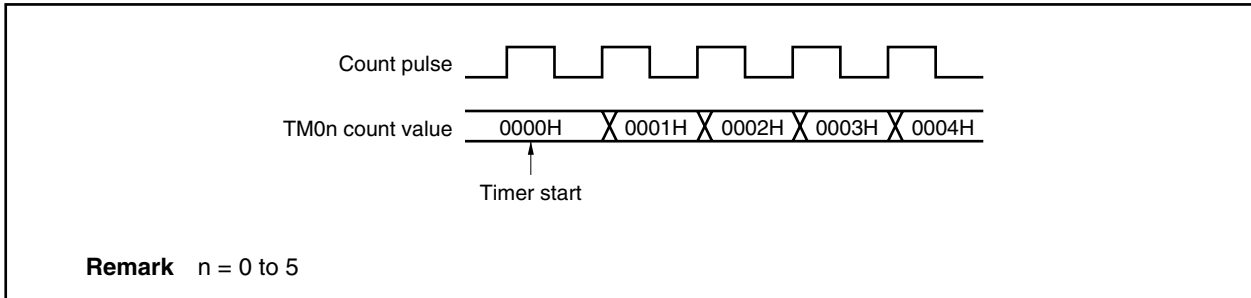 Count pulse
TM0n count value 0000H 0001H 0002H 0003H 0004H
Timer start
Remark n = 0 to 5